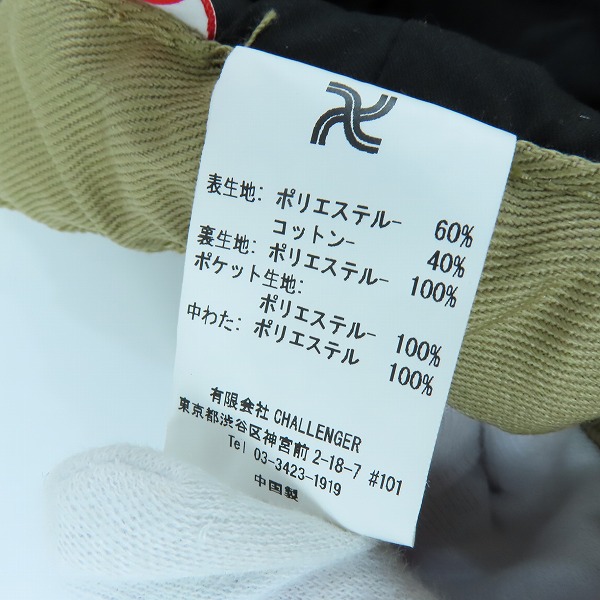 表生地: ポリエステル- 60%
コットン- 40%
裏生地: ポリエステル- 100%
ポケット生地:
ポリエステル- 100%
中わた: ポリエステル 100%
有限会社 CHALLENGER
東京都渋谷区神宮前 2-18-7 #101
Tel 03-3423-1919
中国製